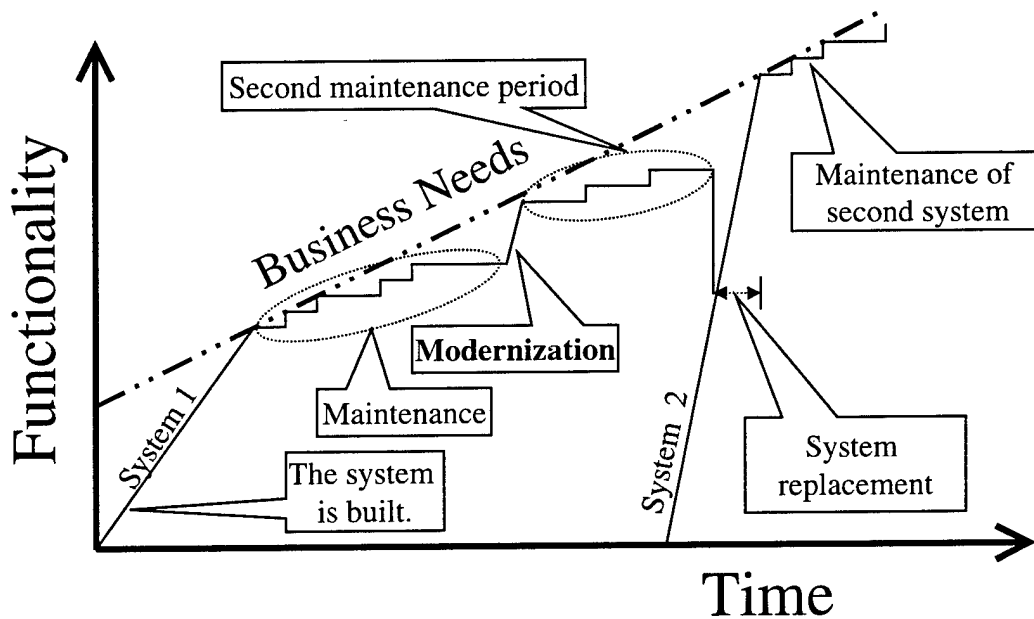 Functionality
Second maintenance period
Business Needs
Maintenance of
second system
Modernization
Maintenance
System 1
The system
is built.
System 2
System
replacement
Time